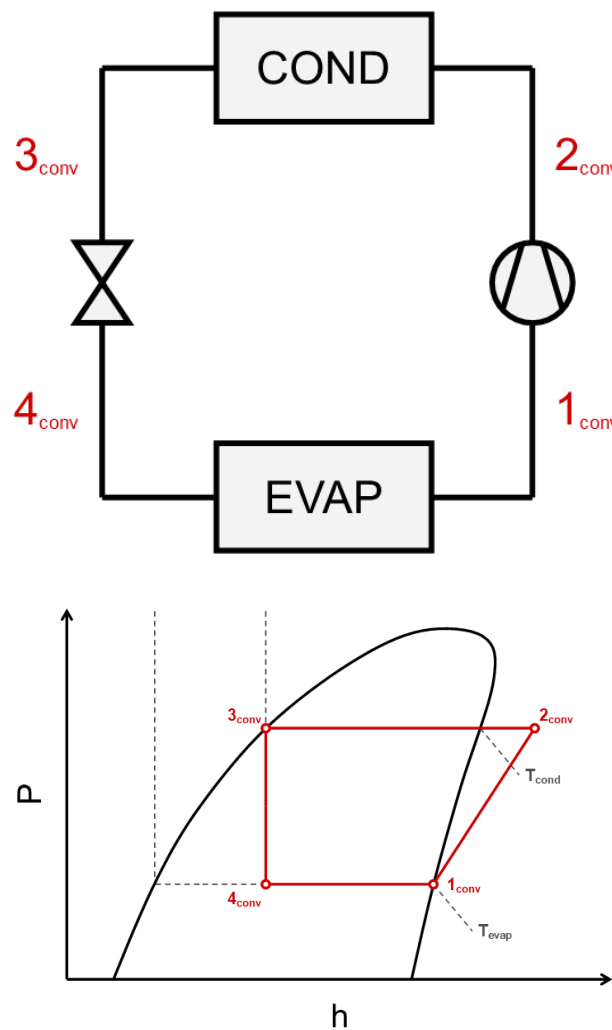 COND
3conv
2conv
4conv
1conv
EVAP
3conv
2conv
Tcond
P
4conv
1conv
Tevap
h